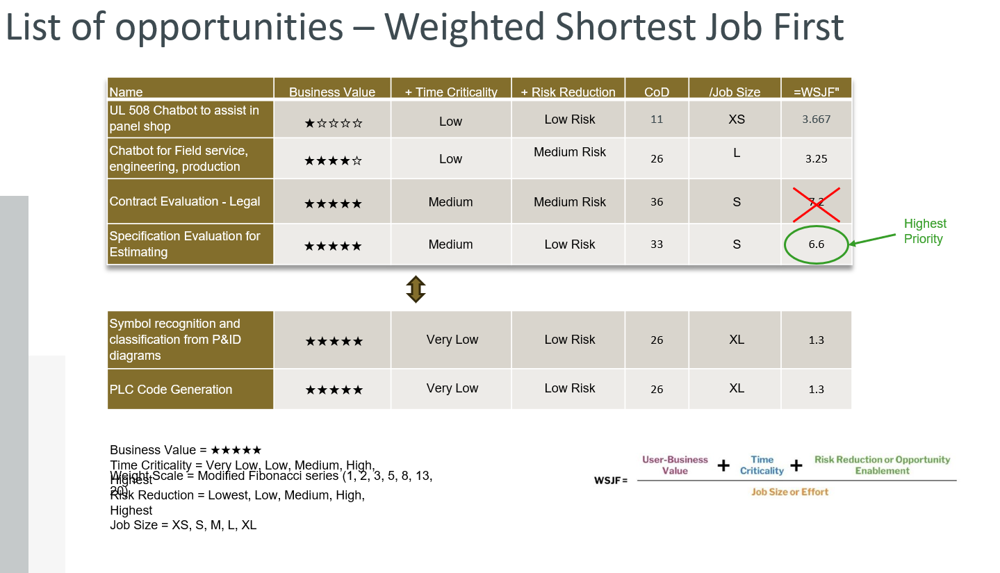 List of opportunities – Weighted Shortest Job First
Name Business Value + Time Criticality + Risk Reduction CoD /Job Size =WSJF"
UL 508 Chatbot to assist in
panel shop
★☆☆☆☆ Low Low Risk 11 XS 3.667
Chatbot for Field service,
engineering, production
★★★★☆ Low Medium Risk 26 L 3.25
Contract Evaluation - Legal ★★★★★ Medium Medium Risk 36 S 7.2
Specification Evaluation for
Estimating
★★★★★ Medium Low Risk 33 S 6.6
Highest
Priority
Symbol recognition and
classification from P&ID
diagrams
★★★★★ Very Low Low Risk 26 XL 1.3
PLC Code Generation ★★★★★ Very Low Low Risk 26 XL 1.3
Business Value = ★★★★★
Time Criticality = Very Low, Low, Medium, High,
Highest
Weight Scale = Modified Fibonacci series (1, 2, 3, 5, 8, 13,
20)
Risk Reduction = Lowest, Low, Medium, High,
Highest
Job Size = XS, S, M, L, XL
WSJF =
User-Business
Value
+
Time
Criticality
+
Risk Reduction or Opportunity
Enablement
Job Size or Effort